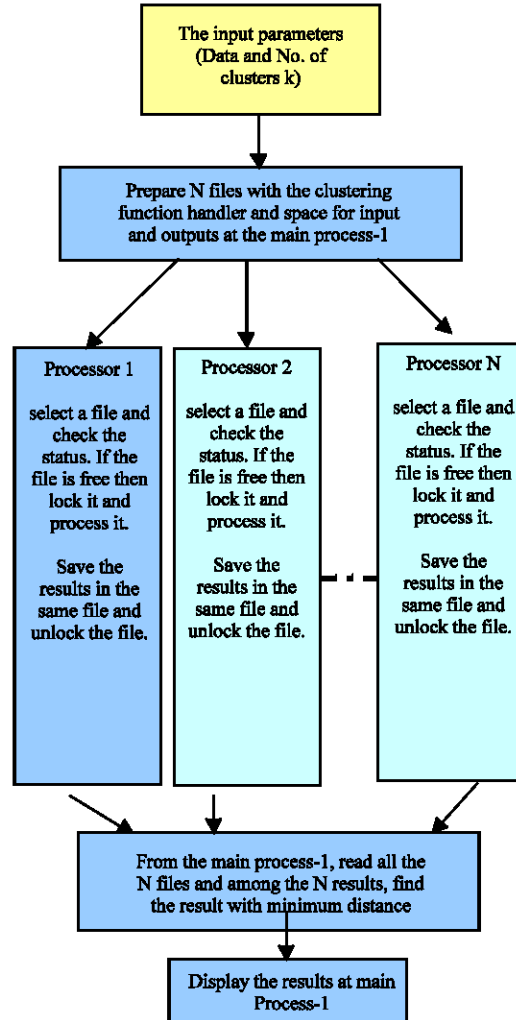 The input parameters
(Data and No. of
clusters k)
Prepare N files with the clustering
function handler and space for input
and outputs at the main process-1
Processor 1
select a file and
check the
status. If the
file is free then
lock it and
process it.
Save the
results in the
same file and
unlock the file.
Processor 2
select a file and
check the
status. If the
file is free then
lock it and
process it.
Save the
results in the
same file and
unlock the file.
Processor N
select a file and
check the
status. If the
file is free then
lock it and
process it.
Save the
results in the
same file and
unlock the file.
From the main process-1, read all the
N files and among the N results, find
the result with minimum distance
Display the results at main
Process-1